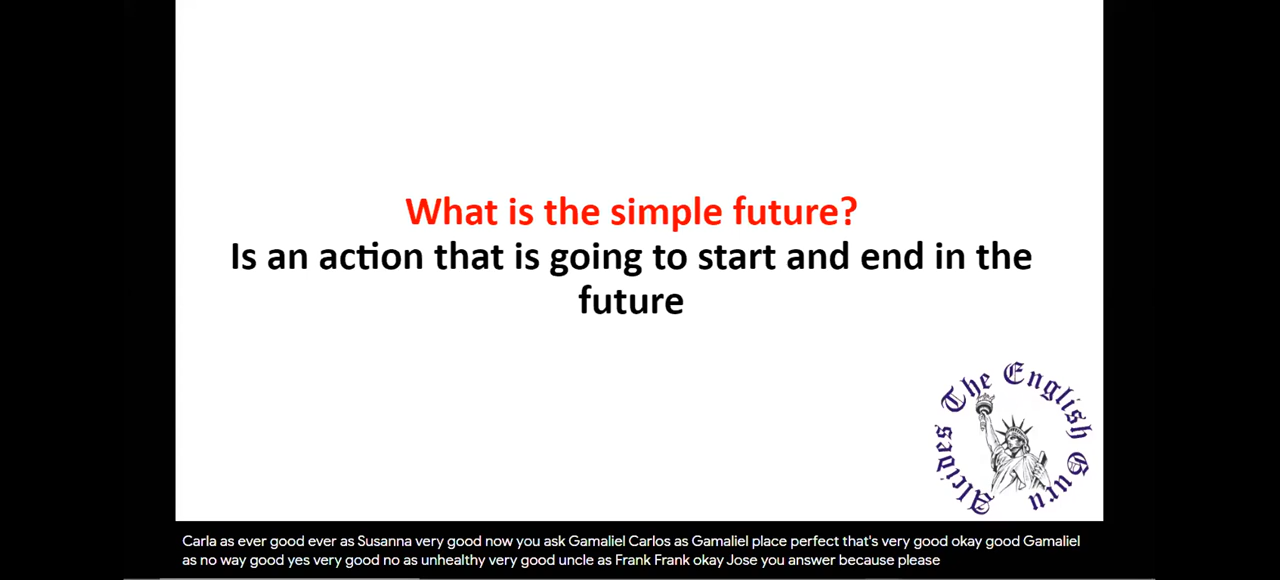 What is the simple future?
Is an action that is going to start and end in the
future
Alcides The English Guru
Carla as ever good ever as Susanna very good now you ask Gamaliel Carlos as Gamaliel place perfect that's very good okay good Gamaliel
as no way good yes very good no as unhealthy very good uncle as Frank Frank okay Jose you answer because please